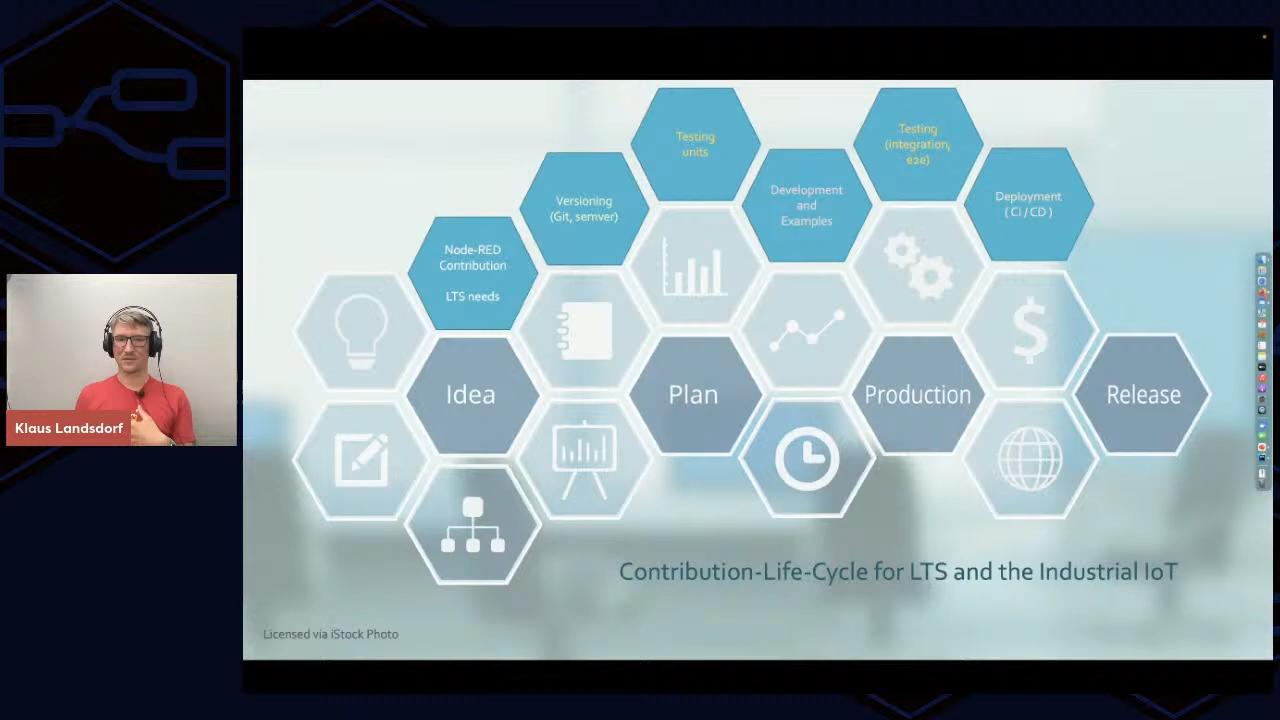 Testing
units
Testing
(integration,
e2e)
Versioning
(Git, semver)
Development
and
Examples
Deployment
( CI / CD )
Node-RED
Contribution
LTS needs
Idea
Plan
Production
Release
Klaus Landsdorf
Contribution-Life-Cycle for LTS and the Industrial IoT
Licensed via iStock Photo